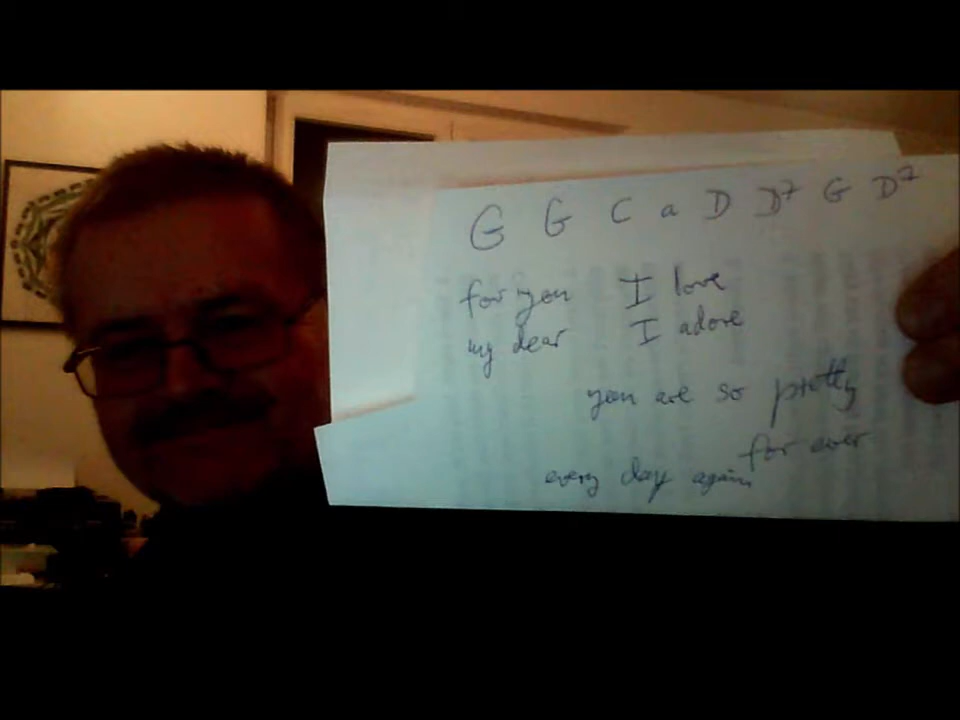 G G C a D D7 G D7
for you I love
my dear I adore
you are so pretty
for ever
every day again